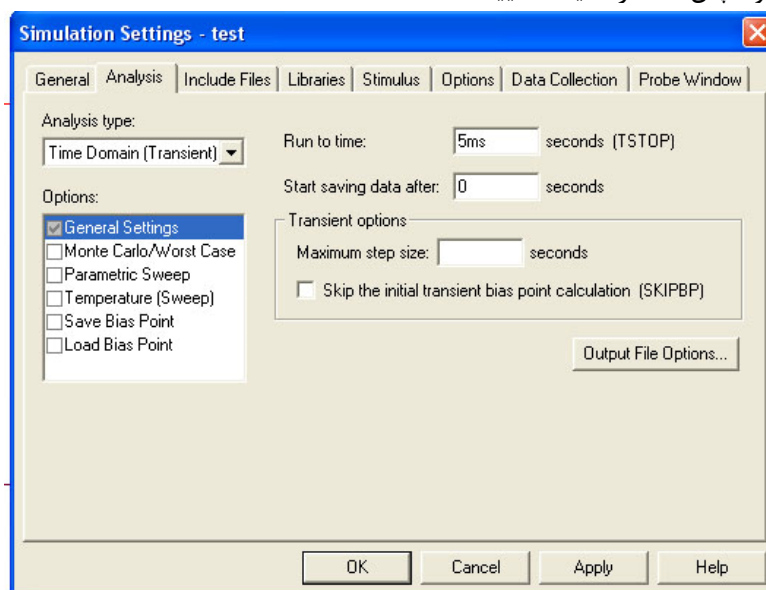 Simulation Settings - test
General Analysis Include Files Libraries Stimulus Options Data Collection Probe Window
Analysis type:
Time Domain (Transient)
Options:
General Settings
Monte Carlo/Worst Case
Parametric Sweep
Temperature (Sweep)
Save Bias Point
Load Bias Point
Run to time: 5ms seconds (TSTOP)
Start saving data after: 0 seconds
Transient options
Maximum step size: seconds
Skip the initial transient bias point calculation (SKIPBP)
Output File Options...
OK Cancel Apply Help